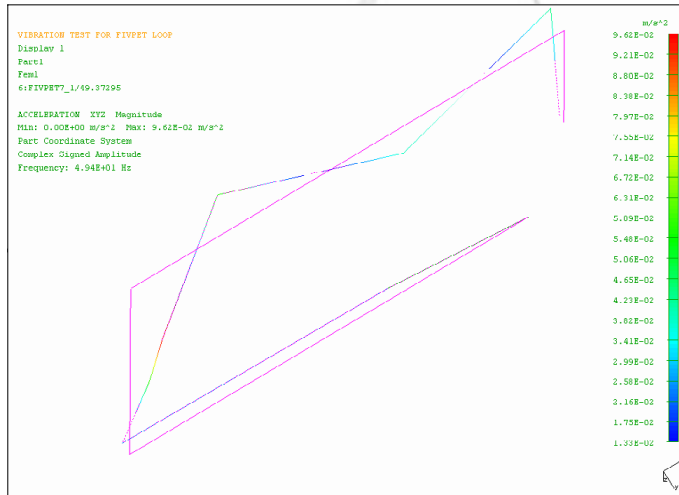 VIBRATION TEST FOR FIVPET LOOP
Display 1
Part1
Fem1
6:FIVPET7_1/49.37295
ACCELERATION XYZ Magnitude
Min: 0.00E+00 m/s^2 Max: 9.62E-02 m/s^2
Part Coordinate System
Complex Signed Amplitude
Frequency: 4.94E+01 Hz
m/s^2
9.62E-02
9.21E-02
8.80E-02
8.38E-02
7.97E-02
7.55E-02
7.14E-02
6.72E-02
6.31E-02
5.89E-02
5.48E-02
5.06E-02
4.65E-02
4.23E-02
3.82E-02
3.41E-02
2.99E-02
2.58E-02
2.16E-02
1.75E-02
1.33E-02